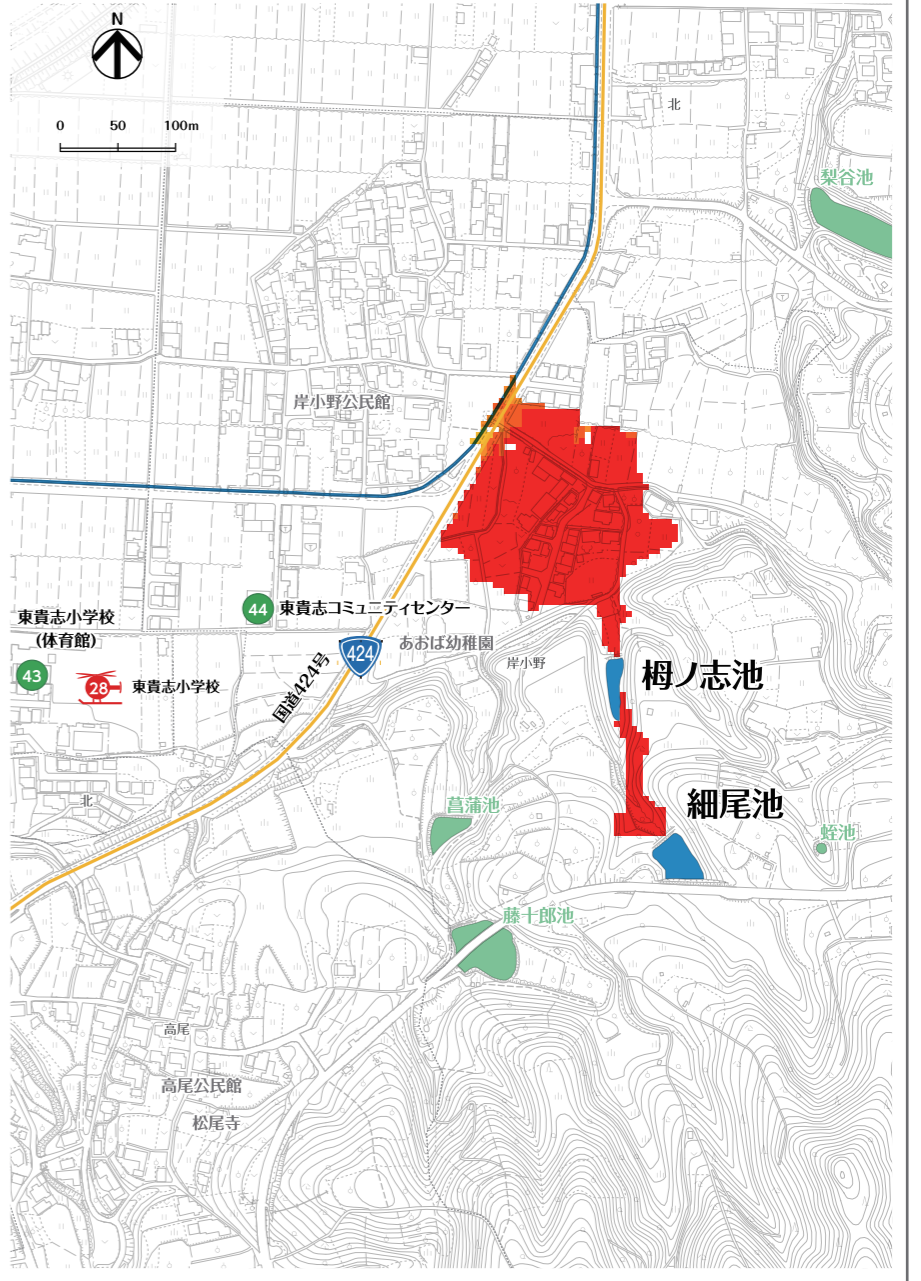 N
0 50 100m
北
梨谷池
岸小野公民館
44 東貴志コミュニティセンター
東貴志小学校
(体育館)
43
28 東貴志小学校
424
国道424号
あおば幼稚園
岸小野
栂ノ志池
細尾池
北
菖蒲池
蛭池
藤十郎池
高尾
高尾公民館
松尾寺